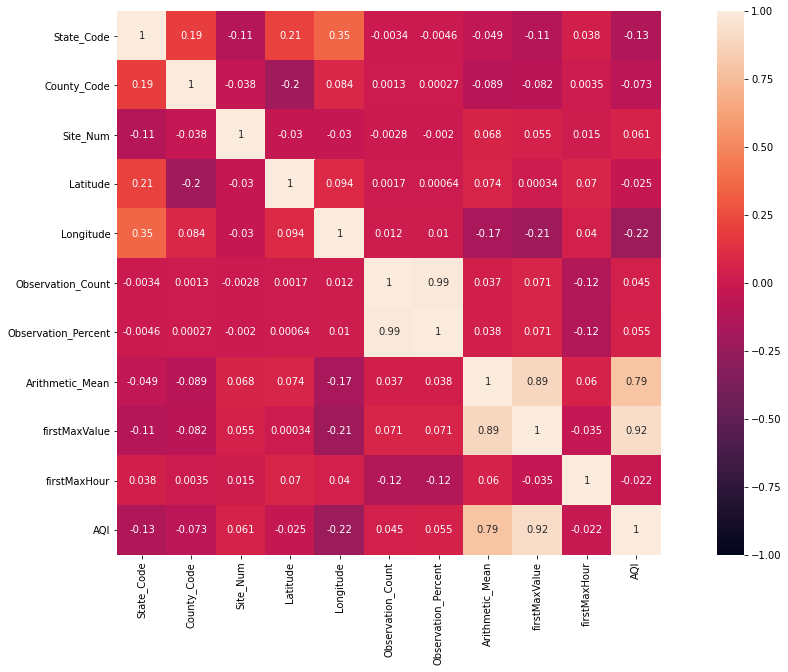 State_Code 1 0.19 -0.11 0.21 0.35 -0.0034 -0.0046 -0.049 -0.11 0.038 -0.13
County_Code 0.19 1 -0.038 -0.2 0.084 0.0013 0.00027 -0.089 -0.082 0.0035 -0.073
Site_Num -0.11 -0.038 1 -0.03 -0.03 -0.0028 -0.002 0.068 0.055 0.015 0.061
Latitude 0.21 -0.2 -0.03 1 0.094 0.0017 0.00064 0.074 0.00034 0.07 -0.025
Longitude 0.35 0.084 -0.03 0.094 1 0.012 0.01 -0.17 -0.21 0.04 -0.22
Observation_Count -0.0034 0.0013 -0.0028 0.0017 0.012 1 0.99 0.037 0.071 -0.12 0.045
Observation_Percent -0.0046 0.00027 -0.002 0.00064 0.01 0.99 1 0.038 0.071 -0.12 0.055
Arithmetic_Mean -0.049 -0.089 0.068 0.074 -0.17 0.037 0.038 1 0.89 0.06 0.79
firstMaxValue -0.11 -0.082 0.055 0.00034 -0.21 0.071 0.071 0.89 1 -0.035 0.92
firstMaxHour 0.038 0.0035 0.015 0.07 0.04 -0.12 -0.12 0.06 -0.035 1 -0.022
AQI -0.13 -0.073 0.061 -0.025 -0.22 0.045 0.055 0.79 0.92 -0.022 1
State_Code
County_Code
Site_Num
Latitude
Longitude
Observation_Count
Observation_Percent
Arithmetic_Mean
firstMaxValue
firstMaxHour
AQI
1.00
0.75
0.50
0.25
0.00
−0.25
−0.50
−0.75
−1.00